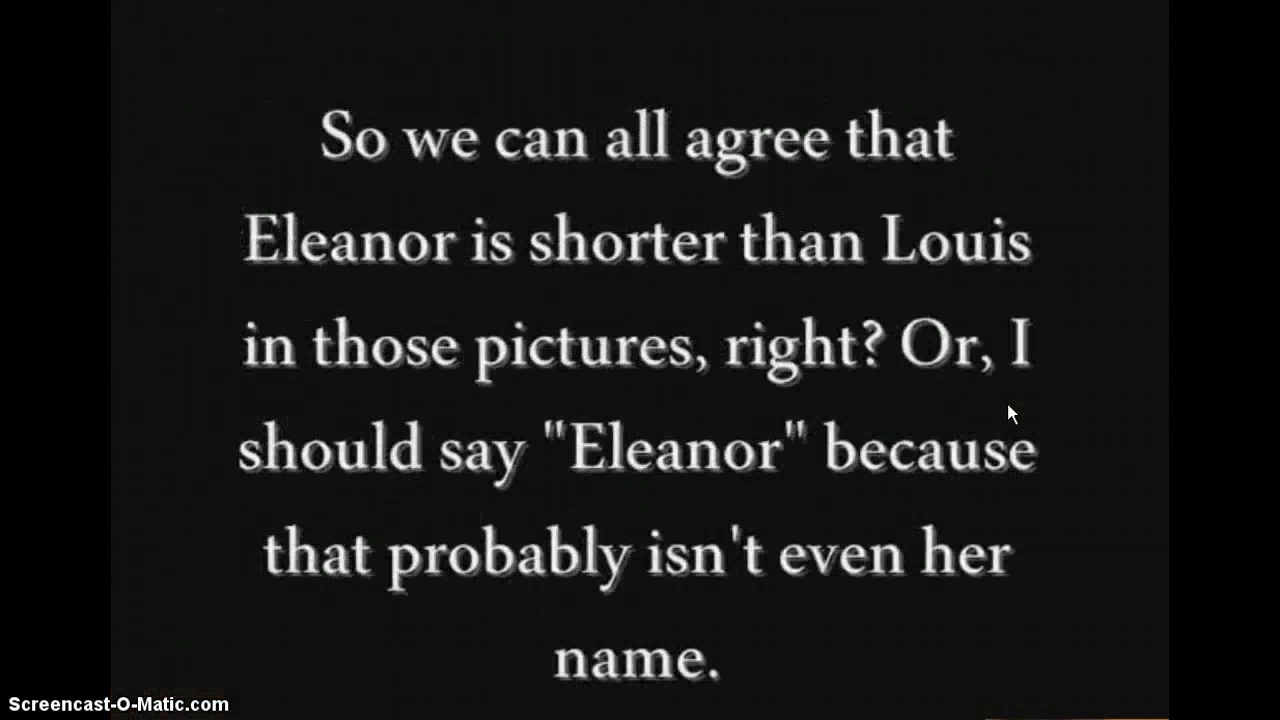 So we can all agree that
Eleanor is shorter than Louis
in those pictures, right? Or, I
should say "Eleanor" because
that probably isn't even her
name.
Screencast-O-Matic.com